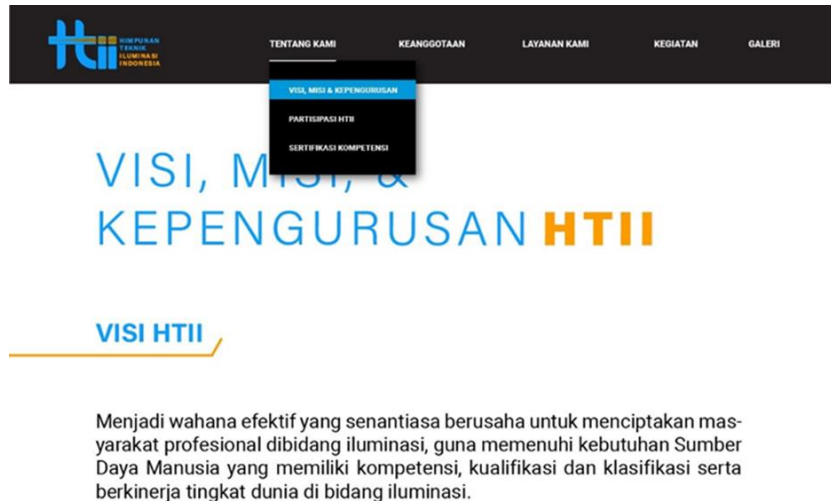 HTII
HIMPUNAN
TEKNIK
ILUMINASI
INDONESIA
TENTANG KAMI
KEANGGOTAAN
LAYANAN KAMI
KEGIATAN
GALERI
VISI, MISI & KEPENGURUSAN
PARTISIPASI HTII
SERTIFIKASI KOMPETENSI
VISI, MISI, &
KEPENGURUSAN HTII
VISI HTII
Menjadi wahana efektif yang senantiasa berusaha untuk menciptakan mas-
yarakat profesional dibidang iluminasi, guna memenuhi kebutuhan Sumber
Daya Manusia yang memiliki kompetensi, kualifikasi dan klasifikasi serta
berkinerja tingkat dunia di bidang iluminasi.